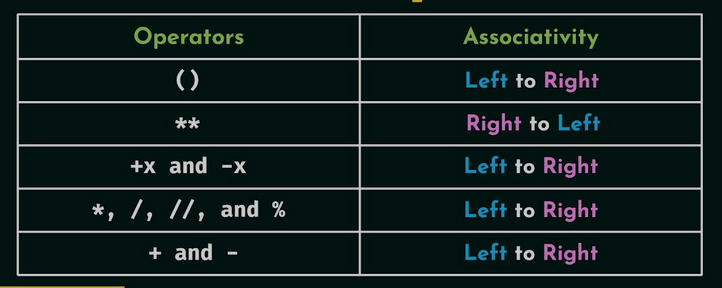 Operators Associativity
() Left to Right
** Right to Left
+x and -x Left to Right
*, /, //, and % Left to Right
+ and - Left to Right